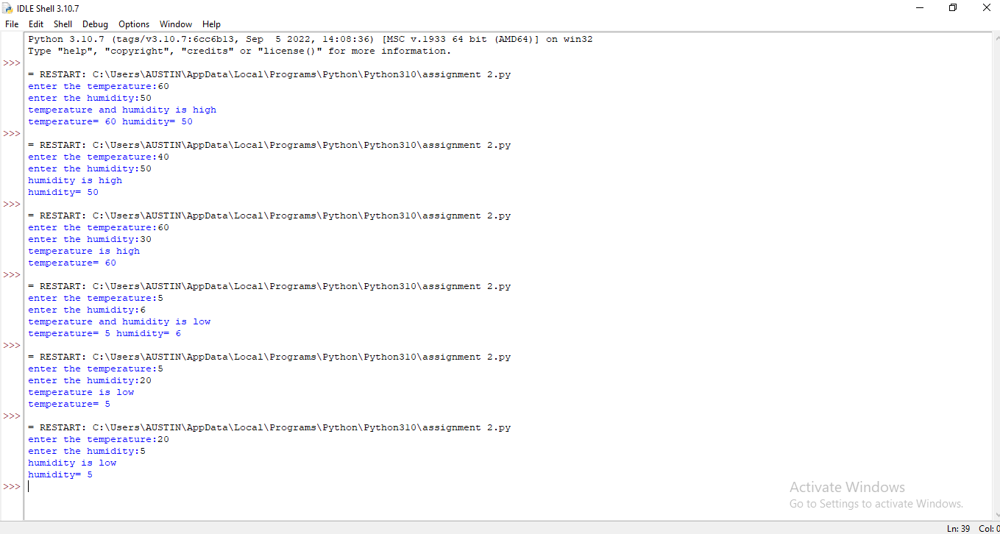 IDLE Shell 3.10.7
File Edit Shell Debug Options Window Help
Python 3.10.7 (tags/v3.10.7:6cc6b13, Sep  5 2022, 14:08:36) [MSC v.1933 64 bit (AMD64)] on win32
Type "help", "copyright", "credits" or "license()" for more information.
>>>
= RESTART: C:\Users\AUSTIN\AppData\Local\Programs\Python\Python310\assignment 2.py
enter the temperature:60
enter the humidity:50
temperature and humidity is high
temperature= 60 humidity= 50
>>>
= RESTART: C:\Users\AUSTIN\AppData\Local\Programs\Python\Python310\assignment 2.py
enter the temperature:40
enter the humidity:50
humidity is high
humidity= 50
>>>
= RESTART: C:\Users\AUSTIN\AppData\Local\Programs\Python\Python310\assignment 2.py
enter the temperature:60
enter the humidity:30
temperature is high
temperature= 60
>>>
= RESTART: C:\Users\AUSTIN\AppData\Local\Programs\Python\Python310\assignment 2.py
enter the temperature:5
enter the humidity:6
temperature and humidity is low
temperature= 5 humidity= 6
>>>
= RESTART: C:\Users\AUSTIN\AppData\Local\Programs\Python\Python310\assignment 2.py
enter the temperature:5
enter the humidity:20
temperature is low
temperature= 5
>>>
= RESTART: C:\Users\AUSTIN\AppData\Local\Programs\Python\Python310\assignment 2.py
enter the temperature:20
enter the humidity:5
humidity is low
humidity= 5
>>>
Activate Windows
Go to Settings to activate Windows.
Ln: 39 Col: 0